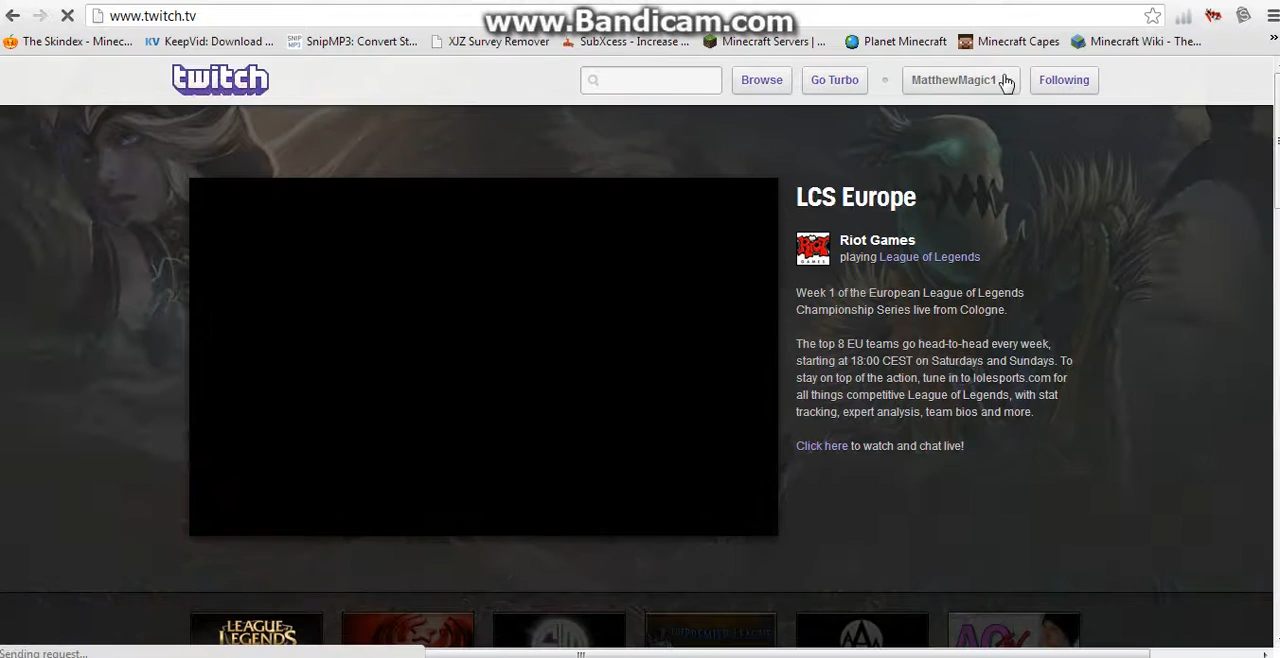 www.twitch.tv
www.Bandicam.com
The Skindex - Minec...
KV KeepVid: Download ...
SNIP MP3 SnipMP3: Convert St...
XJZ Survey Remover
SubXcess - Increase ...
Minecraft Servers | ...
Planet Minecraft
Minecraft Capes
Minecraft Wiki - The...
»
twitch
Browse
Go Turbo
MatthewMagic1
Following
LCS Europe
RIOT GAMES
Riot Games
playing League of Legends
Week 1 of the European League of Legends
Championship Series live from Cologne.
The top 8 EU teams go head-to-head every week,
starting at 18:00 CEST on Saturdays and Sundays. To
stay on top of the action, tune in to lolesports.com for
all things competitive League of Legends, with stat
tracking, expert analysis, team bios and more.
Click here to watch and chat live!
LEAGUE of LEGENDS
Sending request...